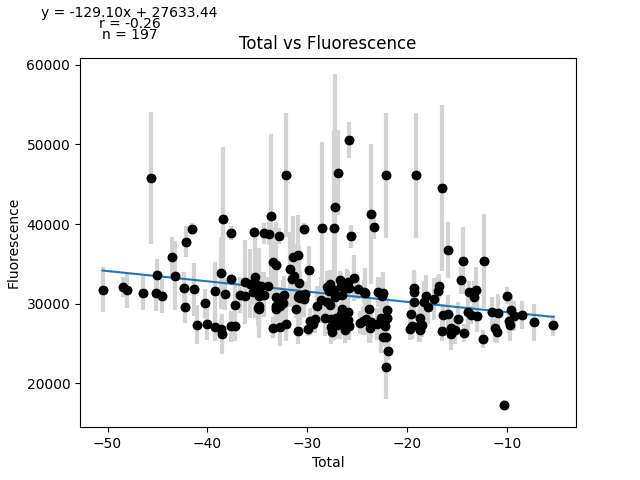 y = -129.10x + 27633.44
r = -0.26
n = 197
Total vs Fluorescence
60000
50000
40000
30000
20000
Fluorescence
−50 −40 −30 −20 −10
Total